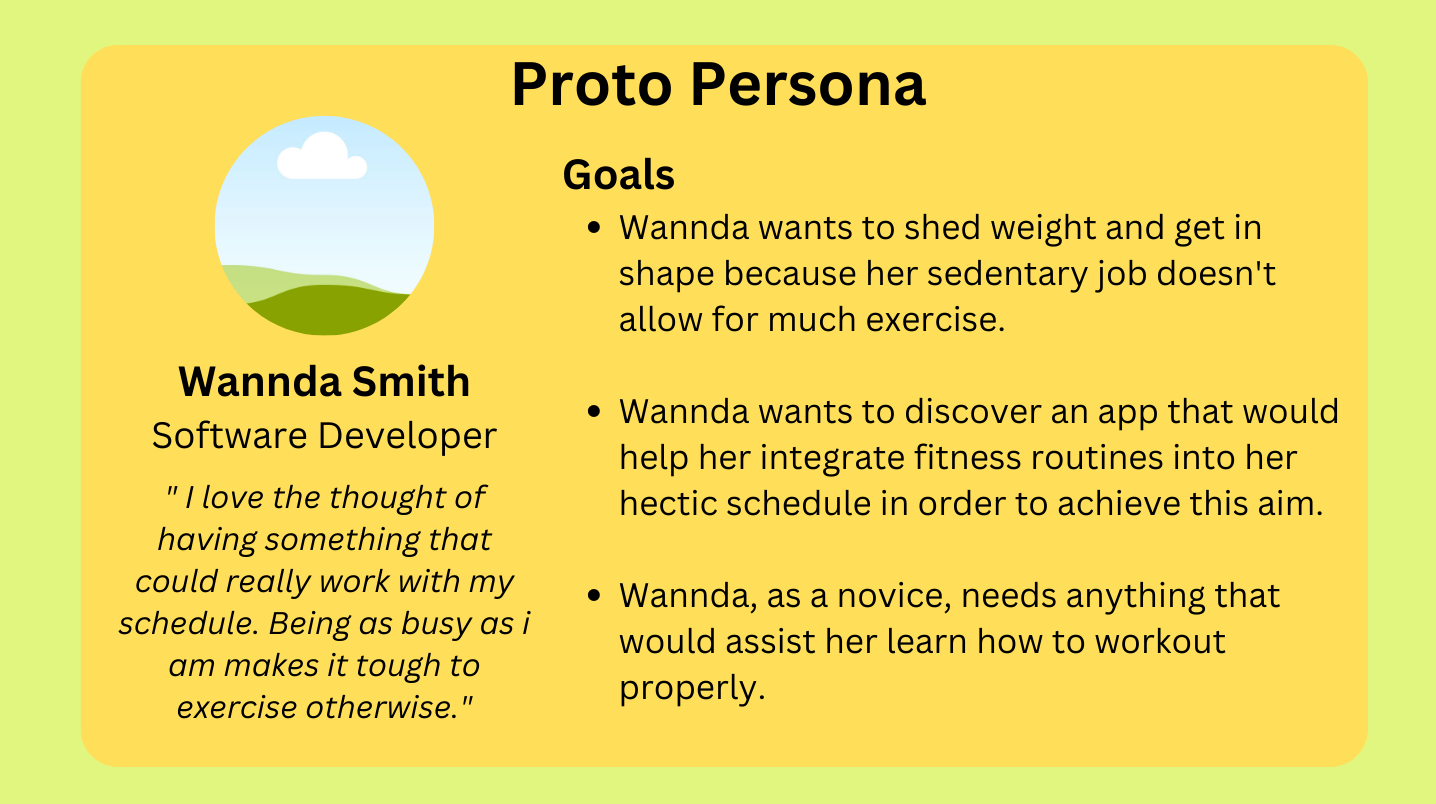 Proto Persona
Wannda Smith
Software Developer
" I love the thought of
having something that
could really work with my
schedule. Being as busy as i
am makes it tough to
exercise otherwise."
Goals
• Wannda wants to shed weight and get in
shape because her sedentary job doesn't
allow for much exercise.
• Wannda wants to discover an app that would
help her integrate fitness routines into her
hectic schedule in order to achieve this aim.
• Wannda, as a novice, needs anything that
would assist her learn how to workout
properly.